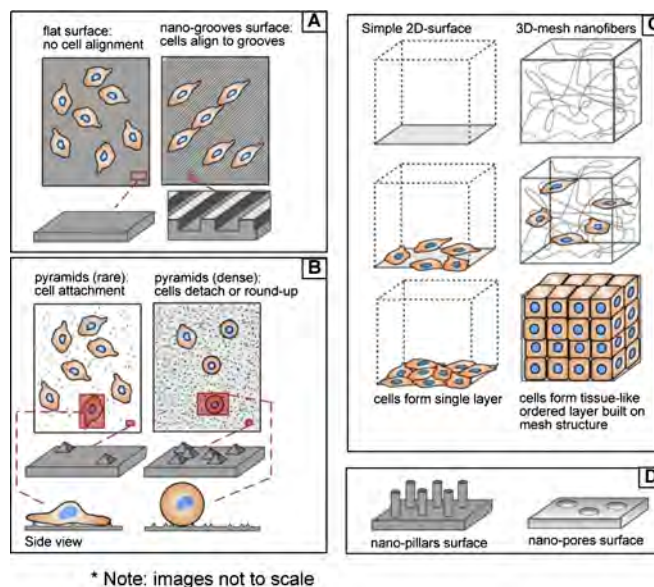 A
flat surface:
no cell alignment
nano-grooves surface:
cells align to grooves
B
pyramids (rare):
cell attachment
pyramids (dense):
cells detach or round-up
Side view
C
Simple 2D-surface
3D-mesh nanofibers
cells form single layer
cells form tissue-like
ordered layer built on
mesh structure
D
nano-pillars surface
nano-pores surface
* Note: images not to scale